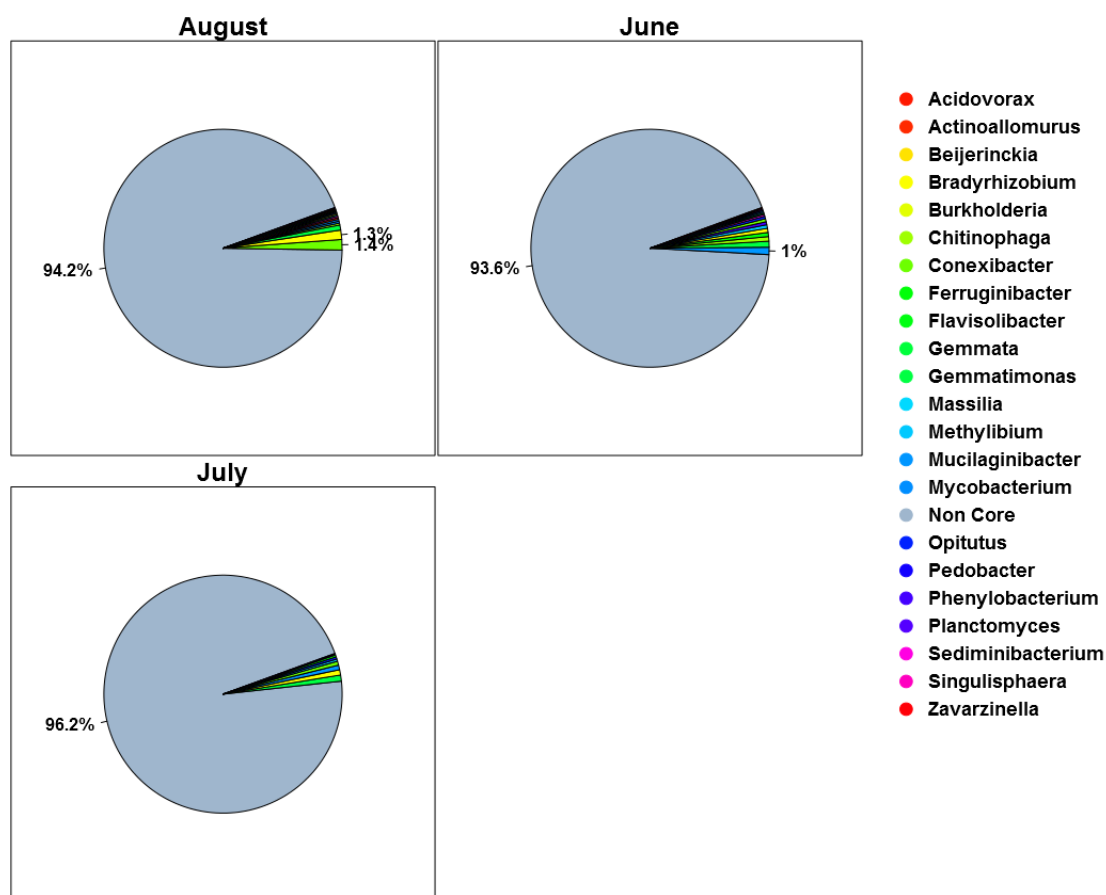 August
1.3%
1.4%
94.2%
June
1%
93.6%
July
96.2%
Acidovorax
Actinoallomurus
Beijerinckia
Bradyrhizobium
Burkholderia
Chitinophaga
Conexibacter
Ferruginibacter
Flavisolibacter
Gemmata
Gemmatimonas
Massilia
Methylibium
Mucilaginibacter
Mycobacterium
Non Core
Opitutus
Pedobacter
Phenylobacterium
Planctomyces
Sediminibacterium
Singulisphaera
Zavarzinella